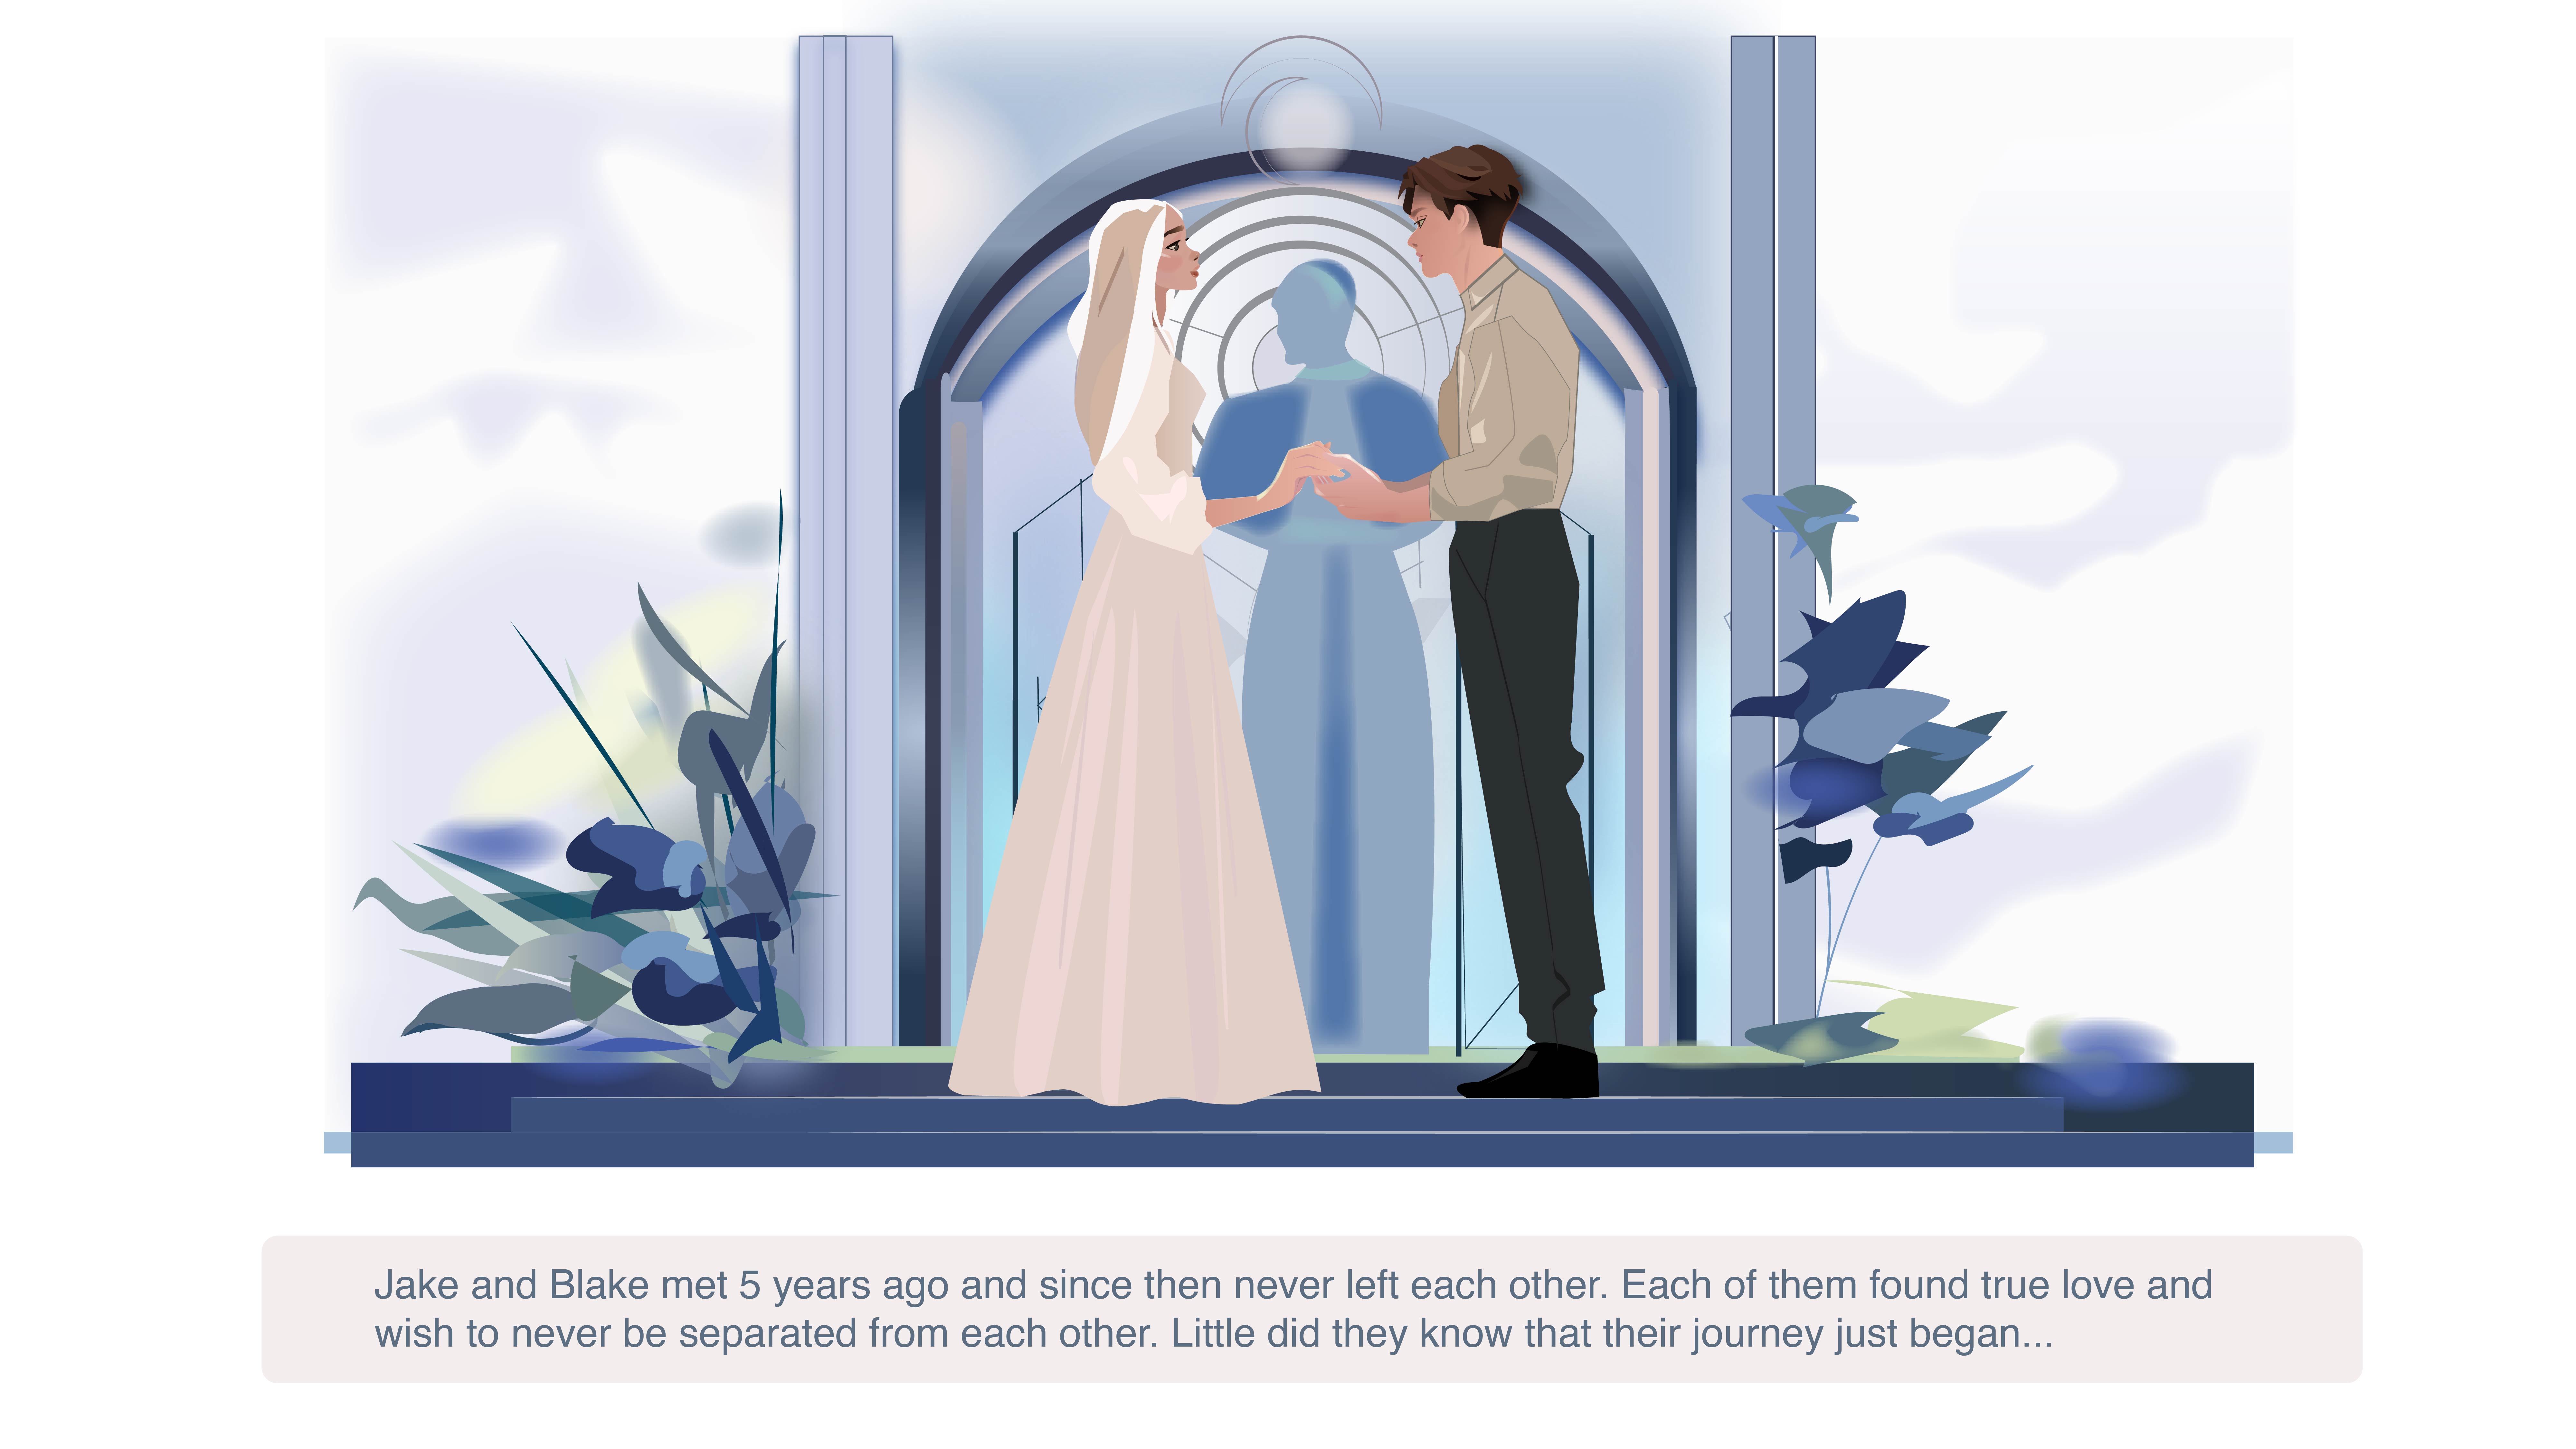 Jake and Blake met 5 years ago and since then never left each other. Each of them found true love and
wish to never be separated from each other. Little did they know that their journey just began...